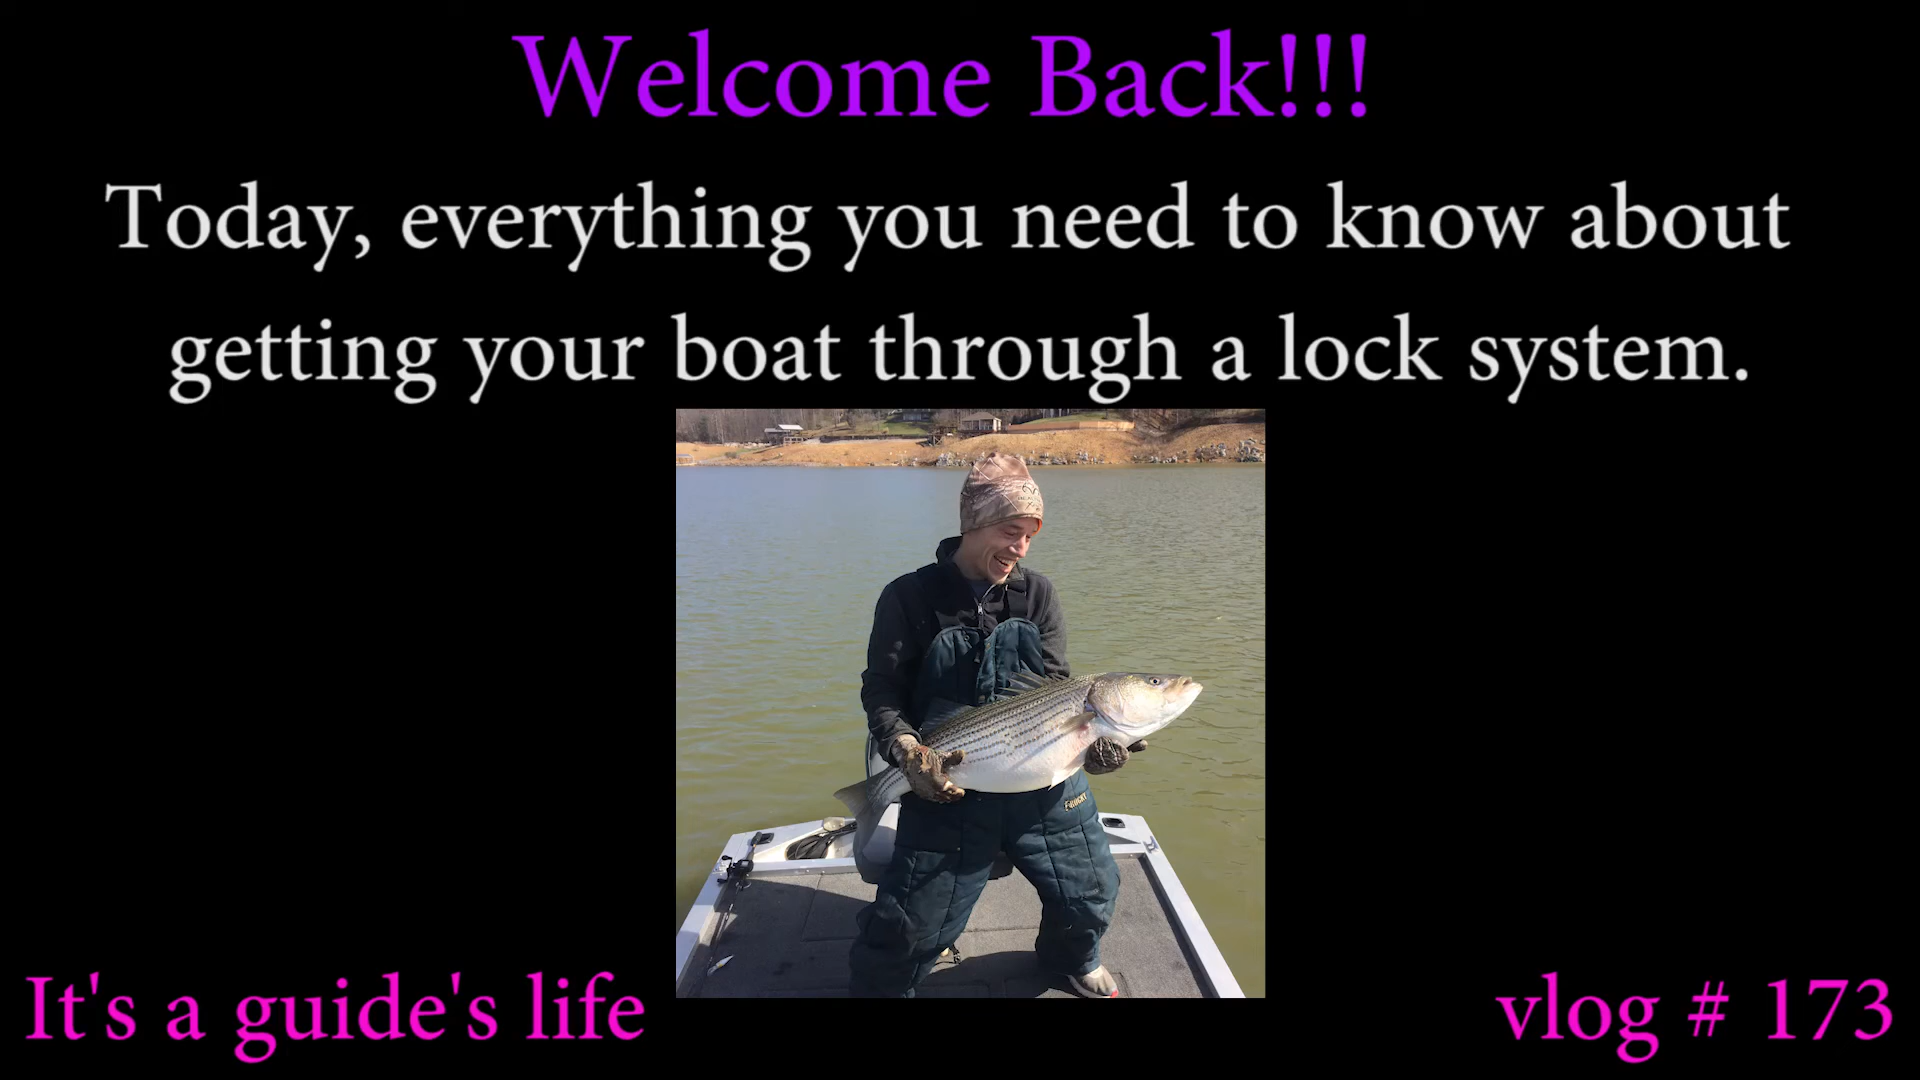 Welcome Back!!!
Today, everything you need to know about
getting your boat through a lock system.
It's a guide's life
vlog # 173